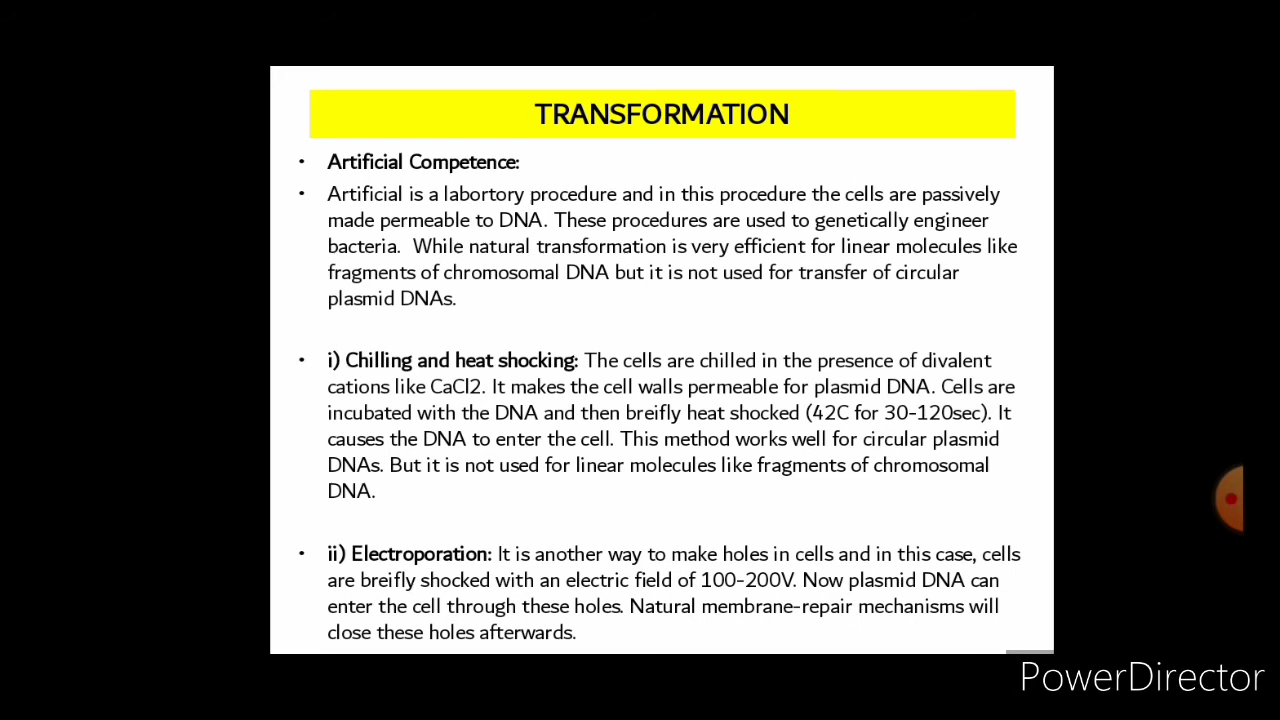 TRANSFORMATION
• Artificial Competence:
• Artificial is a labortory procedure and in this procedure the cells are passively
made permeable to DNA. These procedures are used to genetically engineer
bacteria. While natural transformation is very efficient for linear molecules like
fragments of chromosomal DNA but it is not used for transfer of circular
plasmid DNAs.
• i) Chilling and heat shocking: The cells are chilled in the presence of divalent
cations like CaCl2. It makes the cell walls permeable for plasmid DNA. Cells are
incubated with the DNA and then breifly heat shocked (42C for 30-120sec). It
causes the DNA to enter the cell. This method works well for circular plasmid
DNAs. But it is not used for linear molecules like fragments of chromosomal
DNA.
• ii) Electroporation: It is another way to make holes in cells and in this case, cells
are breifly shocked with an electric field of 100-200V. Now plasmid DNA can
enter the cell through these holes. Natural membrane-repair mechanisms will
close these holes afterwards.
PowerDirector